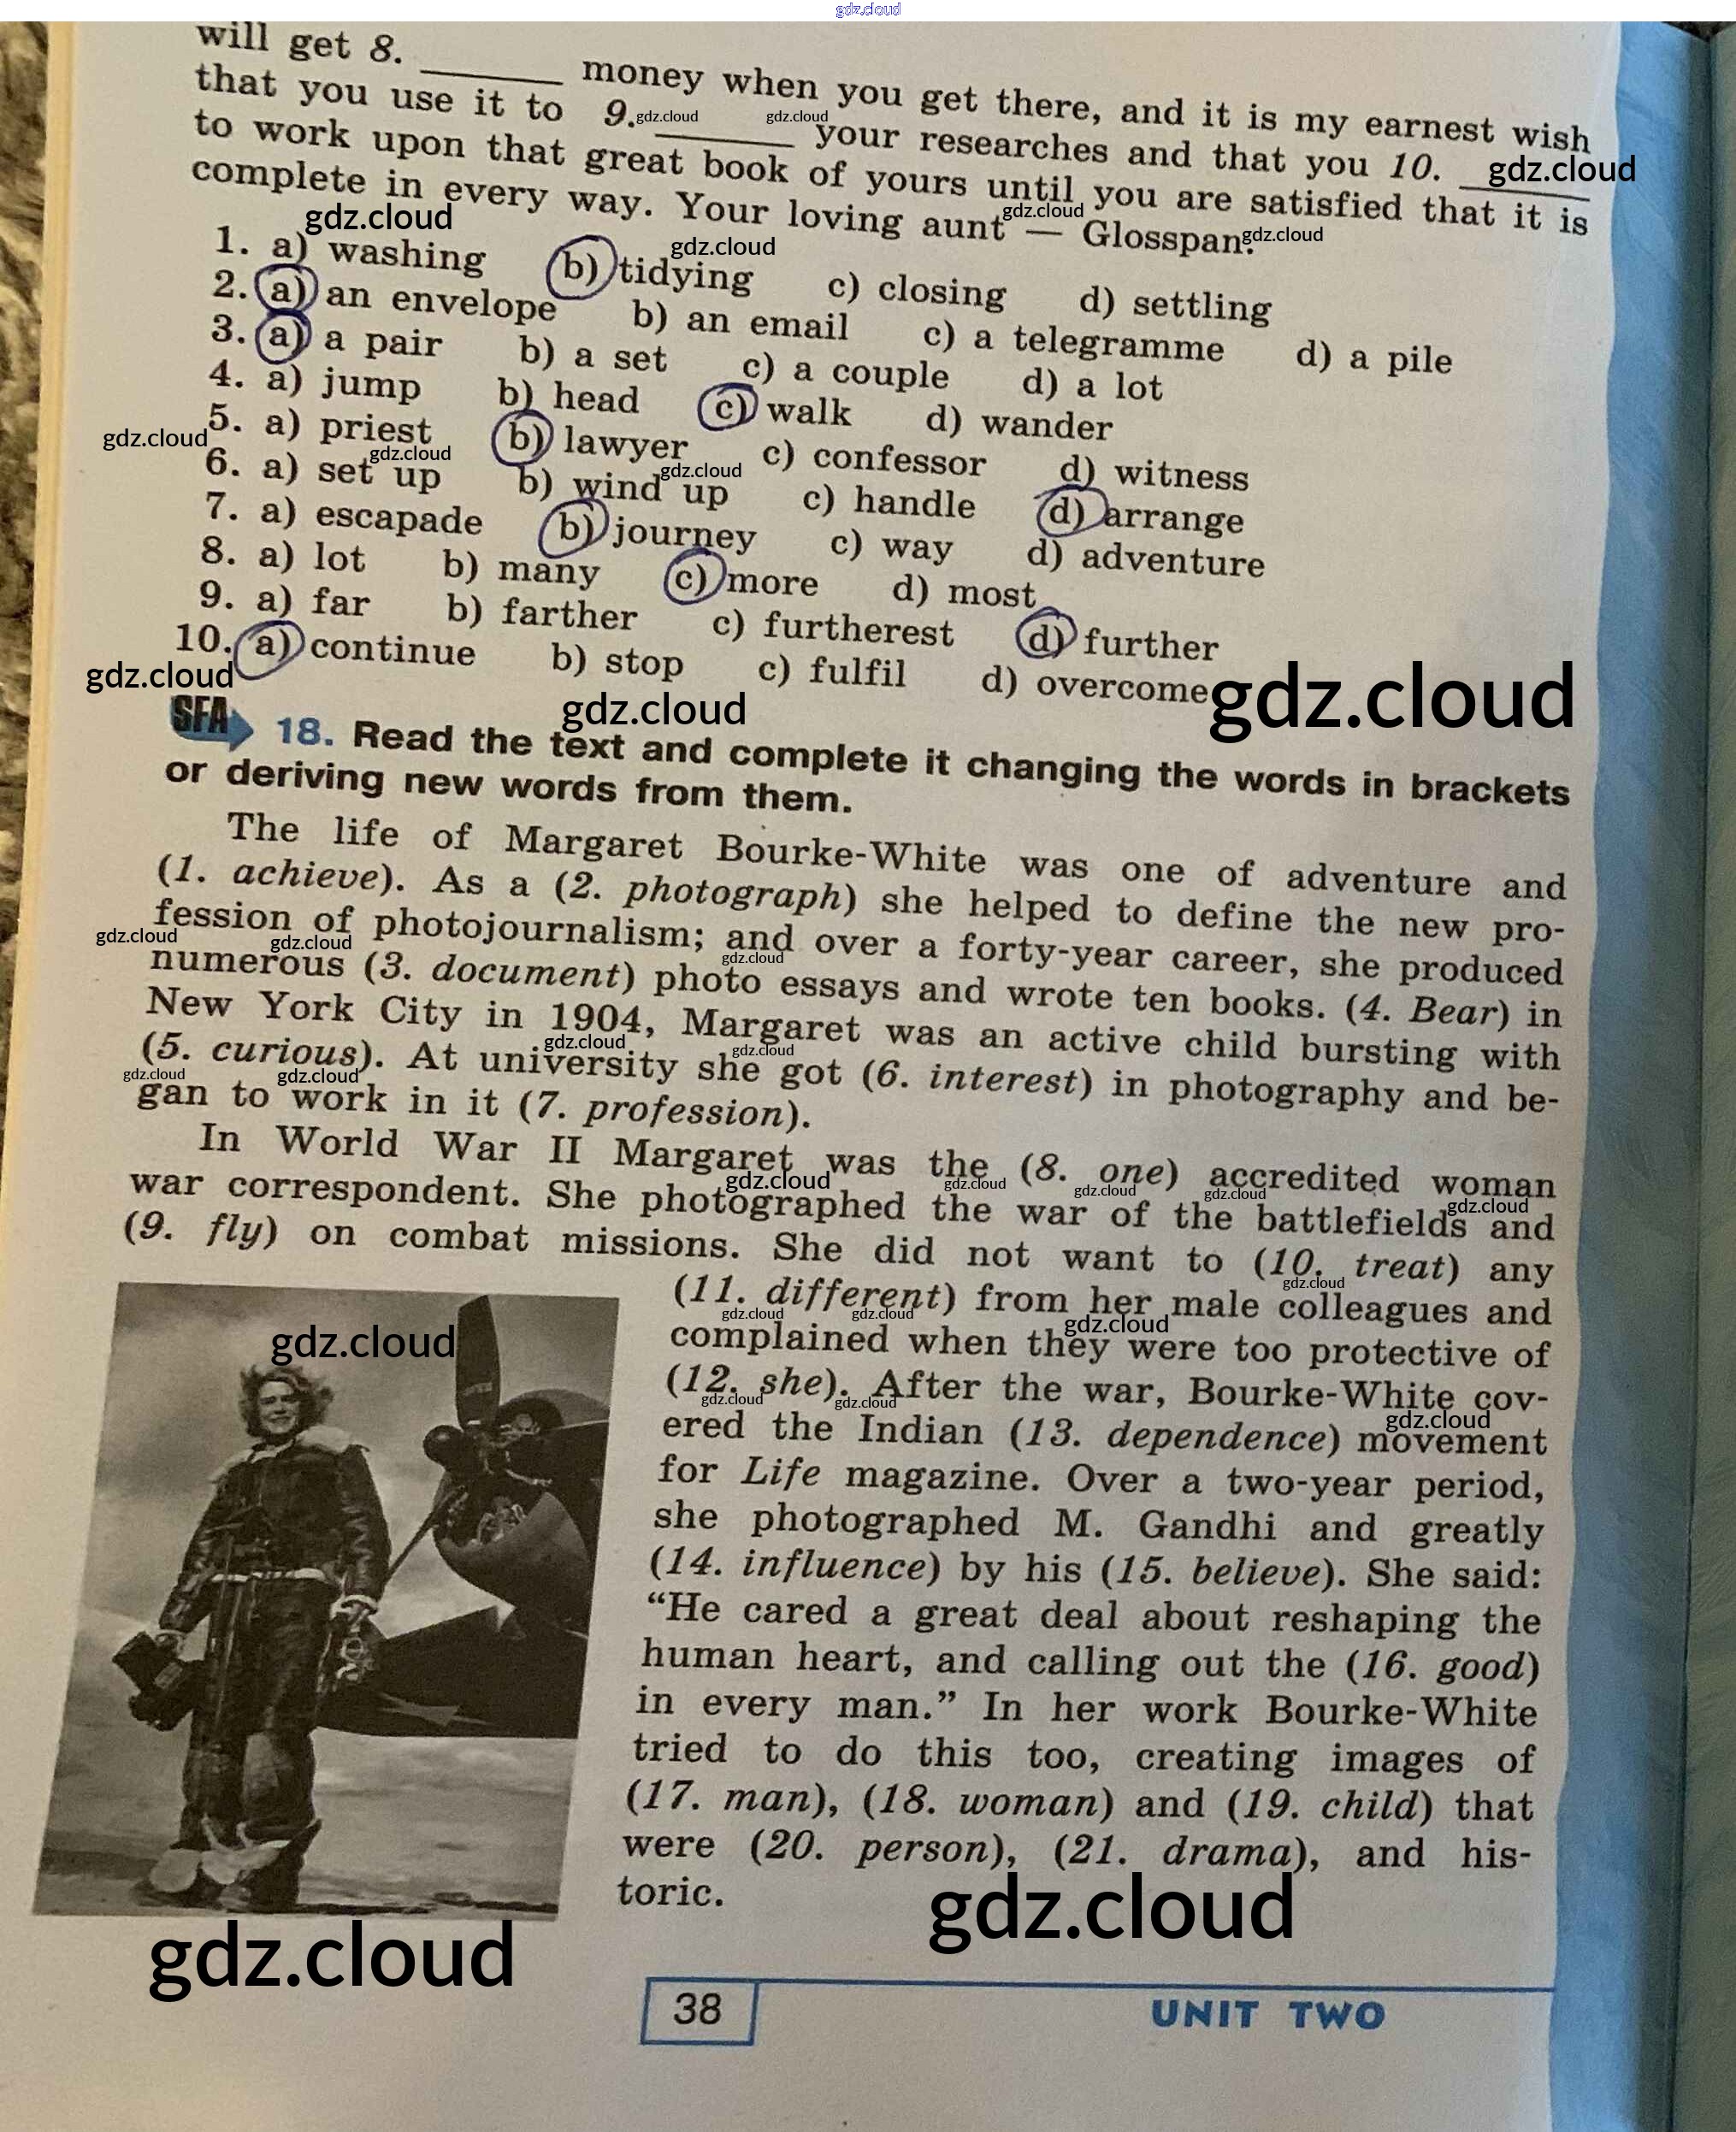 gdz.cloud
will get 8. ______ money when you get there, and it is my earnest wish
that you use it to 9. ______ your researches and that you 10. ______
to work upon that great book of yours until you are satisfied that it is
complete in every way. Your loving aunt — Glosspan.
1. a) washing b) tidying c) closing d) settling
2. a) an envelope b) an email c) a telegramme d) a pile
3. a) a pair b) a set c) a couple d) a lot
4. a) jump b) head c) walk d) wander
5. a) priest b) lawyer c) confessor d) witness
6. a) set up b) wind up c) handle d) arrange
7. a) escapade b) journey c) way d) adventure
8. a) lot b) many c) more d) most
9. a) far b) farther c) furtherest d) further
10. a) continue b) stop c) fulfil d) overcome
SFA 18. Read the text and complete it changing the words in brackets
or deriving new words from them.
The life of Margaret Bourke-White was one of adventure and
(1. achieve). As a (2. photograph) she helped to define the new pro-
fession of photojournalism; and over a forty-year career, she produced
numerous (3. document) photo essays and wrote ten books. (4. Bear) in
New York City in 1904, Margaret was an active child bursting with
(5. curious). At university she got (6. interest) in photography and be-
gan to work in it (7. profession).
In World War II Margaret was the (8. one) accredited woman
war correspondent. She photographed the war of the battlefields and
(9. fly) on combat missions. She did not want to (10. treat) any
(11. different) from her male colleagues and
complained when they were too protective of
(12. she). After the war, Bourke-White cov-
ered the Indian (13. dependence) movement
for Life magazine. Over a two-year period,
she photographed M. Gandhi and greatly
(14. influence) by his (15. believe). She said:
“He cared a great deal about reshaping the
human heart, and calling out the (16. good)
in every man.” In her work Bourke-White
tried to do this too, creating images of
(17. man), (18. woman) and (19. child) that
were (20. person), (21. drama), and his-
toric.
gdz.cloud
gdz.cloud
38 UNIT TWO